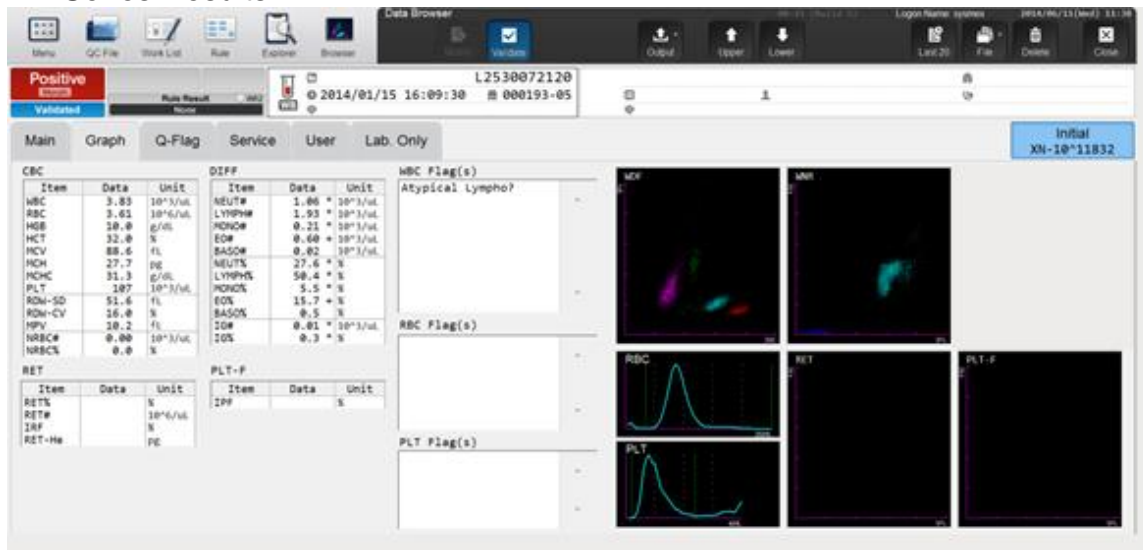 Data Browser
Logon Name: sysmex
2014/06/11(Wed) 11:30
Menu
QC File
Work List
Rule
Explorer
Browser
Validate
Output
Upper
Lower
Last 20
File
Delete
Close
Positive
Morph
Validated
Rule Result
None
WB
L2530072120
2014/01/15 16:09:30
000193-05
Main
Graph
Q-Flag
Service
User
Lab. Only
Initial
XN-10^11832
CBC
Item Data Unit
WBC 3.83 10^3/uL
RBC 3.61 10^6/uL
HGB 10.0 g/dL
HCT 32.0 %
MCV 88.6 fL
MCH 27.7 pg
MCHC 31.3 g/dL
PLT 107 10^3/uL
RDW-SD 51.6 fL
RDW-CV 16.0 %
MPV 10.2 fL
NRBC# 0.00 10^3/uL
NRBC% 0.0 %
DIFF
Item Data Unit
NEUT# 1.06 * 10^3/uL
LYMPH# 1.93 * 10^3/uL
MONO# 0.21 * 10^3/uL
EO# 0.60 + 10^3/uL
BASO# 0.02 10^3/uL
NEUT% 27.6 * %
LYMPH% 50.4 * %
MONO% 5.5 * %
EO% 15.7 + %
BASO% 0.5 %
IG# 0.01 * 10^3/uL
IG% 0.3 * %
RET
Item Data Unit
RET% %
RET# 10^6/uL
IRF %
RET-He pg
PLT-F
Item Data Unit
IPF %
WBC Flag(s)
Atypical Lympho?
RBC Flag(s)
PLT Flag(s)
WDF
WNR
RBC
RET
PLT-F
PLT